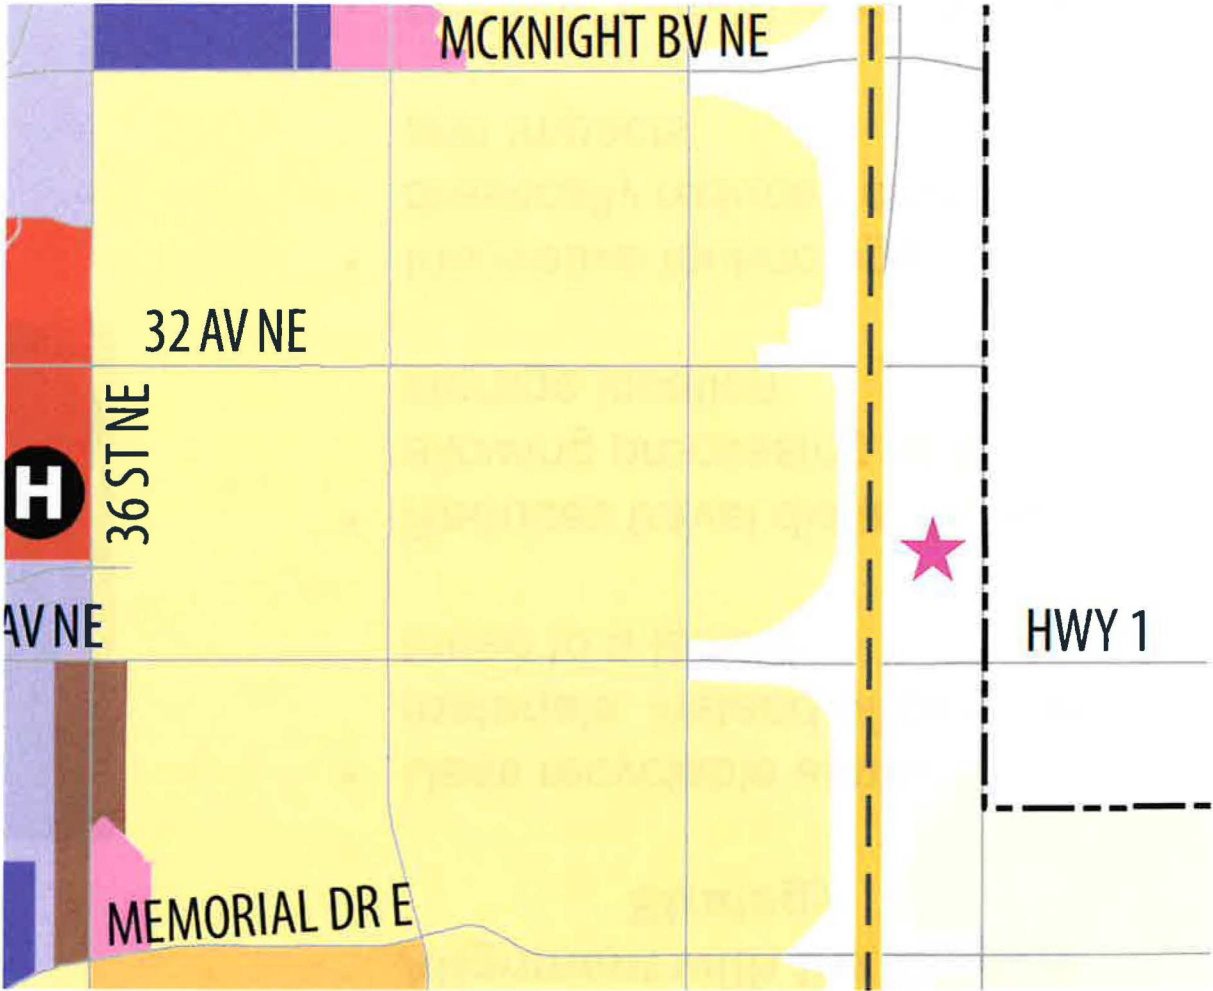 MCKNIGHT BV NE
32 AV NE
36 ST NE
H
AV NE
HWY 1
MEMORIAL DR E